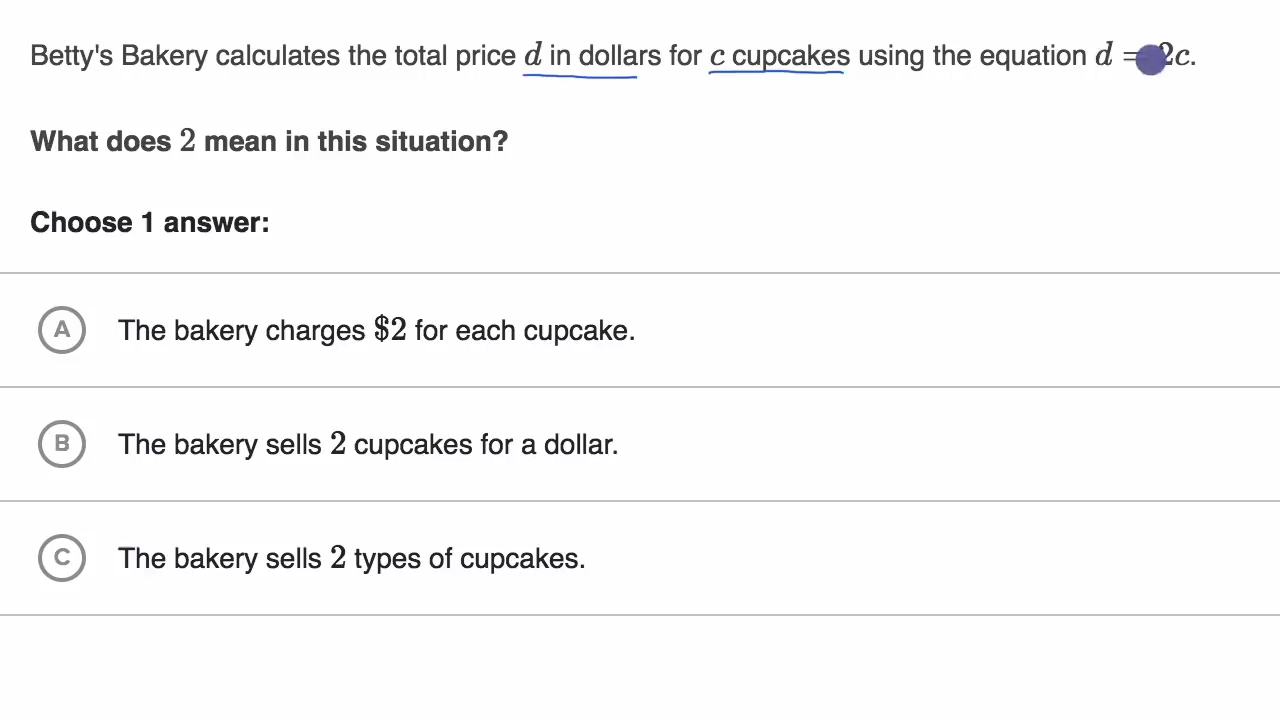 Betty's Bakery calculates the total price d in dollars for c cupcakes using the equation d = 2c.
What does 2 mean in this situation?
Choose 1 answer:
A The bakery charges $2 for each cupcake.
B The bakery sells 2 cupcakes for a dollar.
C The bakery sells 2 types of cupcakes.